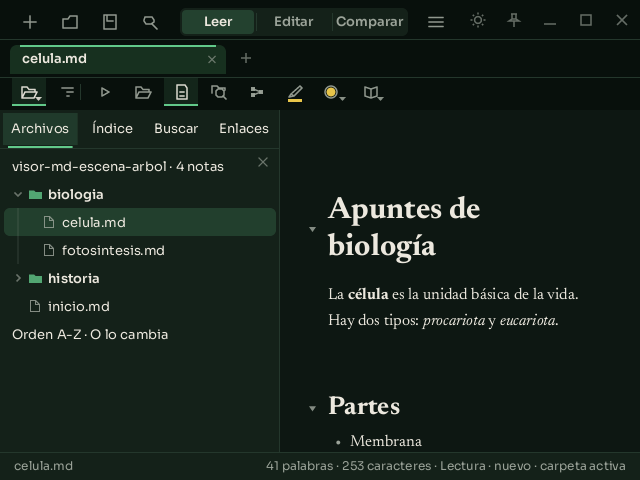 Leer Editar Comparar
celula.md
Archivos Índice Buscar Enlaces
visor-md-escena-arbol · 4 notas
biologia
celula.md
fotosintesis.md
historia
inicio.md
Orden A-Z · O lo cambia
Apuntes de
biología
La célula es la unidad básica de la vida.
Hay dos tipos: procariota y eucariota.
Partes
• Membrana
celula.md
41 palabras · 253 caracteres · Lectura · nuevo · carpeta activa